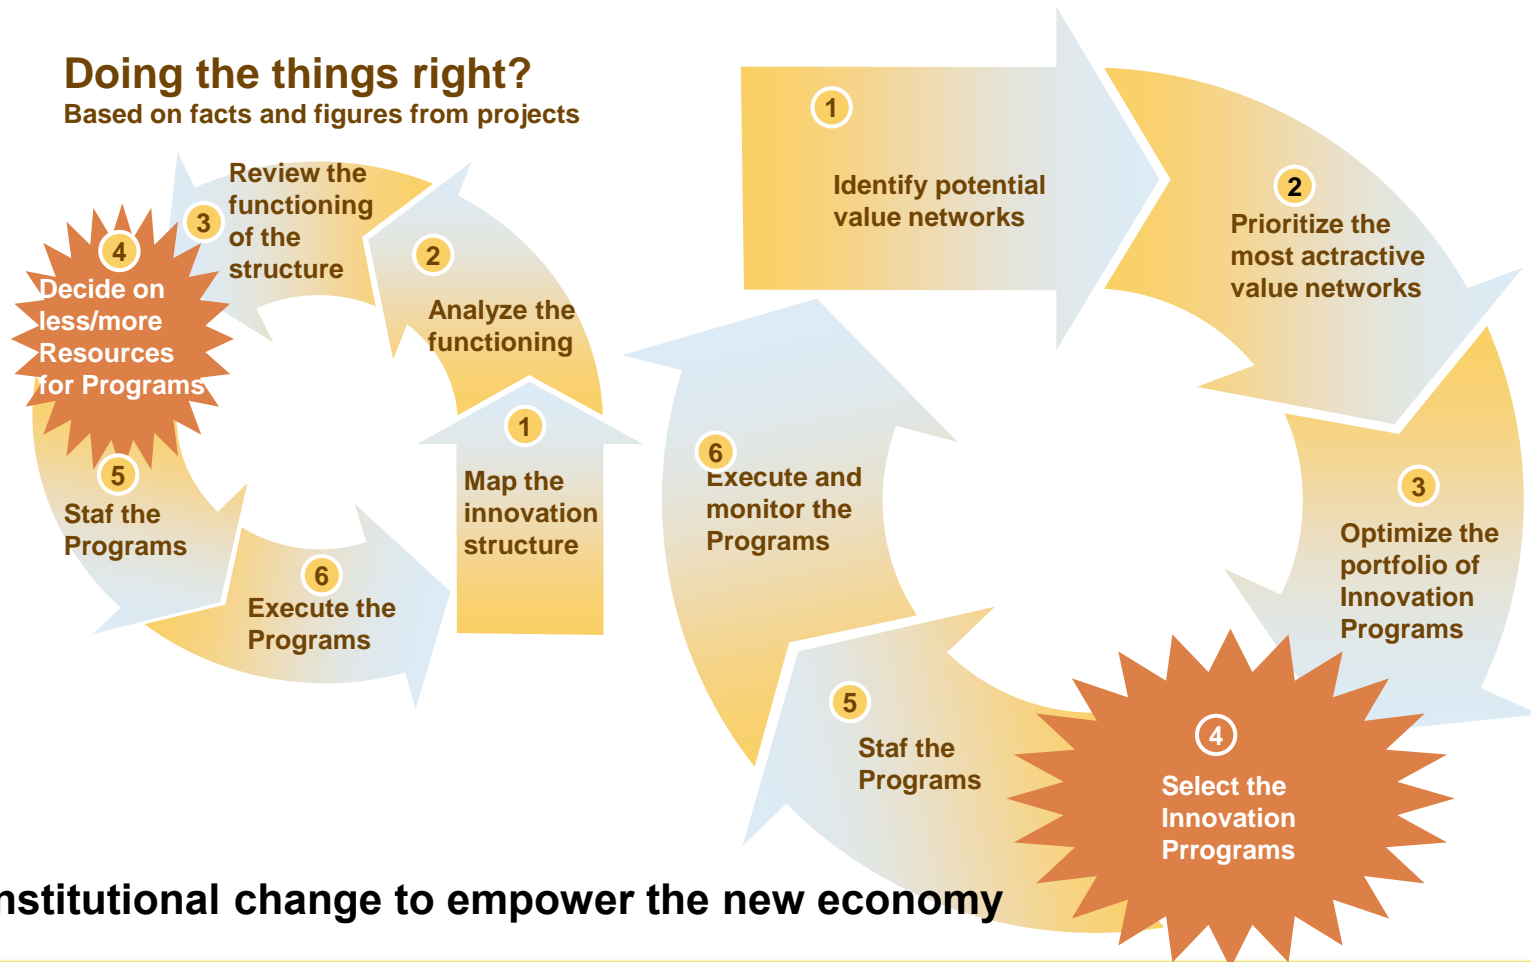 Doing the things right?
Based on facts and figures from projects
1
Map the
innovation
structure
2
Analyze the
functioning
3
Review the
functioning
of the
structure
4
Decide on
less/more
Resources
for Programs
5
Staf the
Programs
6
Execute the
Programs
1
Identify potential
value networks
2
Prioritize the
most actractive
value networks
3
Optimize the
portfolio of
Innovation
Programs
4
Select the
Innovation
Prrograms
5
Staf the
Programs
6
Execute and
monitor the
Programs
nstitutional change to empower the new economy